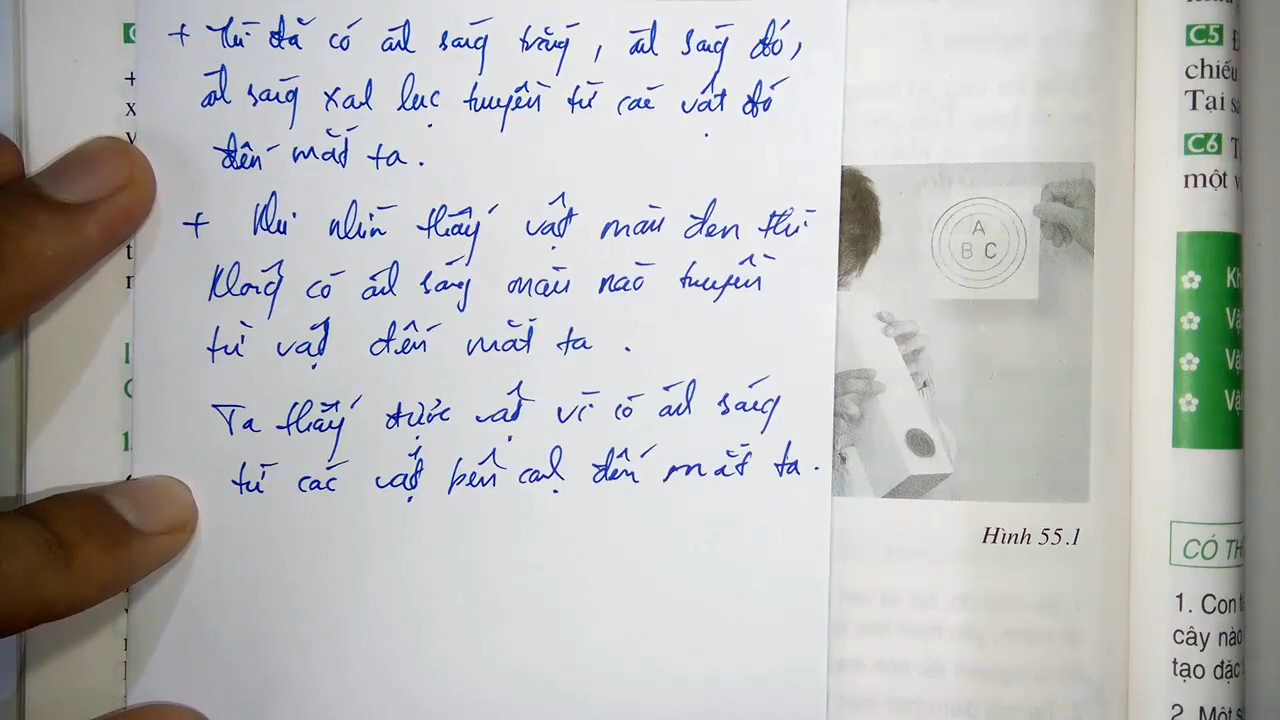 + thì đã có ánh sáng trắng, ánh sáng đỏ,
ánh sáng xanh lục truyền từ các vật đó
đến mắt ta.
+ Khi nhìn thấy vật màu đen thì
không có ánh sáng màu nào truyền
từ vật đến mắt ta.
Ta thấy được vật vì có ánh sáng
từ các vật bên cạnh đến mắt ta.
A
B C
Hình 55.1
C5
chiếu
Tại
C6
một
CÓ
1. Con
cây nào
tạo đặc
2. Một